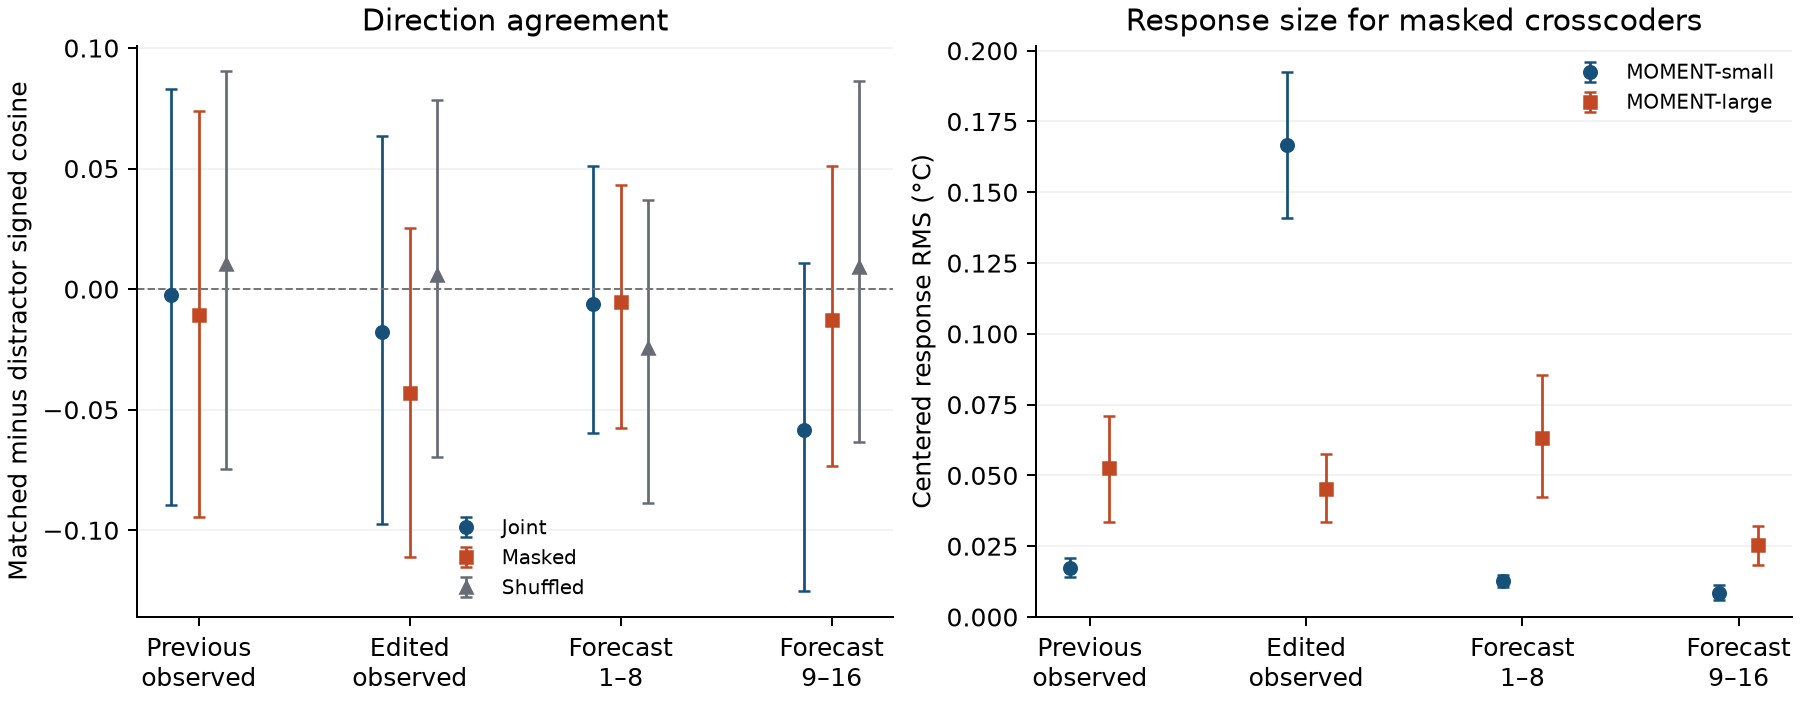 Direction agreement
Matched minus distractor signed cosine
0.10
0.05
0.00
−0.05
−0.10
Joint
Masked
Shuffled
Previous
observed
Edited
observed
Forecast
1–8
Forecast
9–16
Response size for masked crosscoders
Centered response RMS (°C)
0.200
0.175
0.150
0.125
0.100
0.075
0.050
0.025
0.000
MOMENT-small
MOMENT-large
Previous
observed
Edited
observed
Forecast
1–8
Forecast
9–16